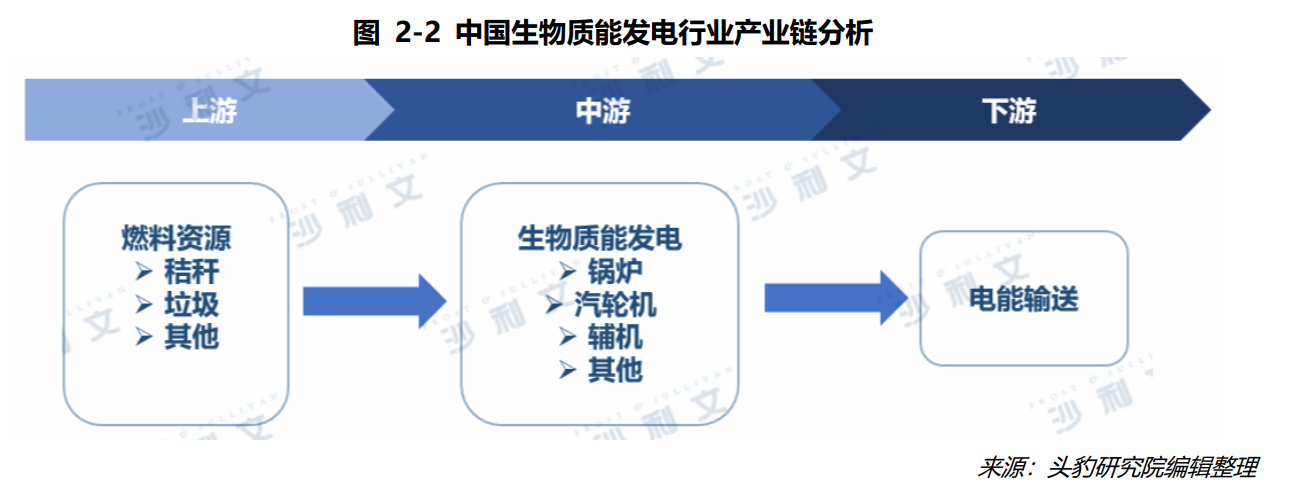 图 2-2 中国生物质能发电行业产业链分析
上游
中游
下游
燃料资源
➢ 秸秆
➢ 垃圾
➢ 其他
生物质能发电
➢ 锅炉
➢ 汽轮机
➢ 辅机
➢ 其他
电能输送
FROST & SULLIVAN
沙利文
来源：头豹研究院编辑整理